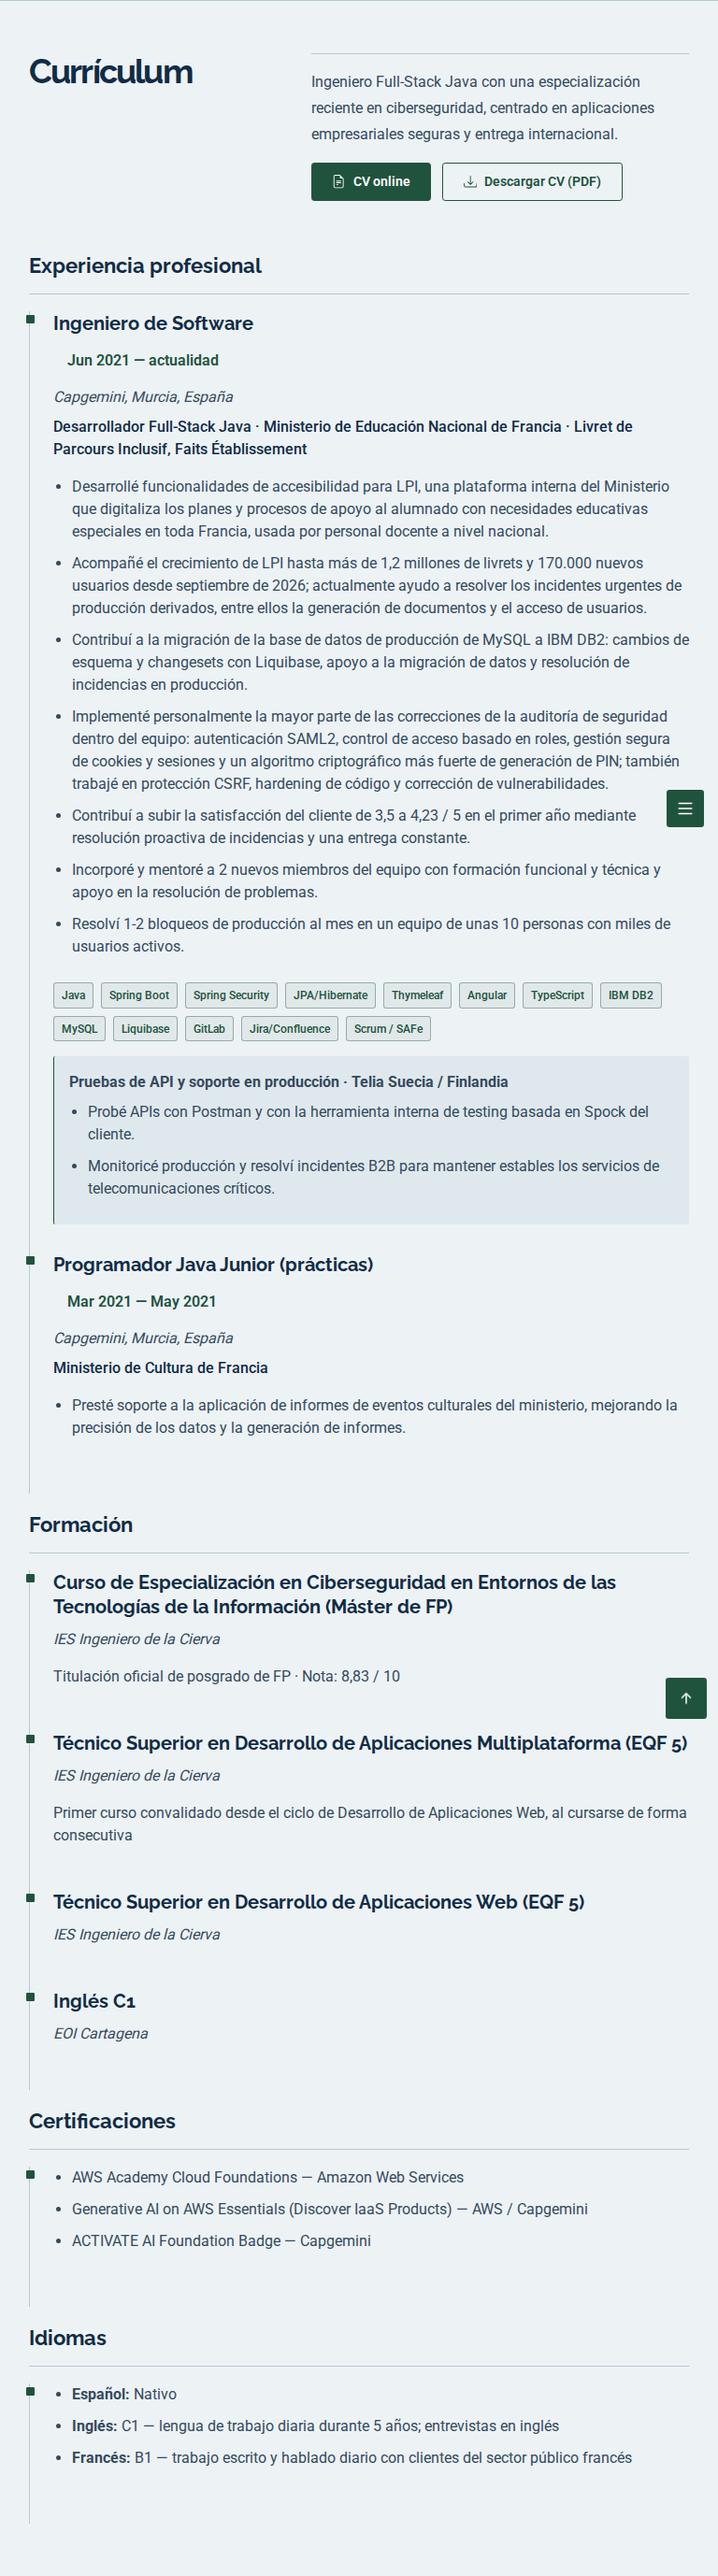 Currículum
Ingeniero Full-Stack Java con una especialización
reciente en ciberseguridad, centrado en aplicaciones
empresariales seguras y entrega internacional.
CV online
Descargar CV (PDF)
Experiencia profesional
Ingeniero de Software
Jun 2021 — actualidad
Capgemini, Murcia, España
Desarrollador Full-Stack Java · Ministerio de Educación Nacional de Francia · Livret de
Parcours Inclusif, Faits Établissement
• Desarrollé funcionalidades de accesibilidad para LPI, una plataforma interna del Ministerio
que digitaliza los planes y procesos de apoyo al alumnado con necesidades educativas
especiales en toda Francia, usada por personal docente a nivel nacional.
• Acompañé el crecimiento de LPI hasta más de 1,2 millones de livrets y 170.000 nuevos
usuarios desde septiembre de 2026; actualmente ayudo a resolver los incidentes urgentes de
producción derivados, entre ellos la generación de documentos y el acceso de usuarios.
• Contribuí a la migración de la base de datos de producción de MySQL a IBM DB2: cambios de
esquema y changesets con Liquibase, apoyo a la migración de datos y resolución de
incidencias en producción.
• Implementé personalmente la mayor parte de las correcciones de la auditoría de seguridad
dentro del equipo: autenticación SAML2, control de acceso basado en roles, gestión segura
de cookies y sesiones y un algoritmo criptográfico más fuerte de generación de PIN; también
trabajé en protección CSRF, hardening de código y corrección de vulnerabilidades.
• Contribuí a subir la satisfacción del cliente de 3,5 a 4,23 / 5 en el primer año mediante
resolución proactiva de incidencias y una entrega constante.
• Incorporé y mentoré a 2 nuevos miembros del equipo con formación funcional y técnica y
apoyo en la resolución de problemas.
• Resolví 1-2 bloqueos de producción al mes en un equipo de unas 10 personas con miles de
usuarios activos.
Java Spring Boot Spring Security JPA/Hibernate Thymeleaf Angular TypeScript IBM DB2
MySQL Liquibase GitLab Jira/Confluence Scrum / SAFe
Pruebas de API y soporte en producción · Telia Suecia / Finlandia
• Probé APIs con Postman y con la herramienta interna de testing basada en Spock del
cliente.
• Monitoricé producción y resolví incidentes B2B para mantener estables los servicios de
telecomunicaciones críticos.
Programador Java Junior (prácticas)
Mar 2021 — May 2021
Capgemini, Murcia, España
Ministerio de Cultura de Francia
• Presté soporte a la aplicación de informes de eventos culturales del ministerio, mejorando la
precisión de los datos y la generación de informes.
Formación
Curso de Especialización en Ciberseguridad en Entornos de las
Tecnologías de la Información (Máster de FP)
IES Ingeniero de la Cierva
Titulación oficial de posgrado de FP · Nota: 8,83 / 10
Técnico Superior en Desarrollo de Aplicaciones Multiplataforma (EQF 5)
IES Ingeniero de la Cierva
Primer curso convalidado desde el ciclo de Desarrollo de Aplicaciones Web, al cursarse de forma
consecutiva
Técnico Superior en Desarrollo de Aplicaciones Web (EQF 5)
IES Ingeniero de la Cierva
Inglés C1
EOI Cartagena
Certificaciones
• AWS Academy Cloud Foundations — Amazon Web Services
• Generative AI on AWS Essentials (Discover IaaS Products) — AWS / Capgemini
• ACTIVATE AI Foundation Badge — Capgemini
Idiomas
• Español: Nativo
• Inglés: C1 — lengua de trabajo diaria durante 5 años; entrevistas en inglés
• Francés: B1 — trabajo escrito y hablado diario con clientes del sector público francés